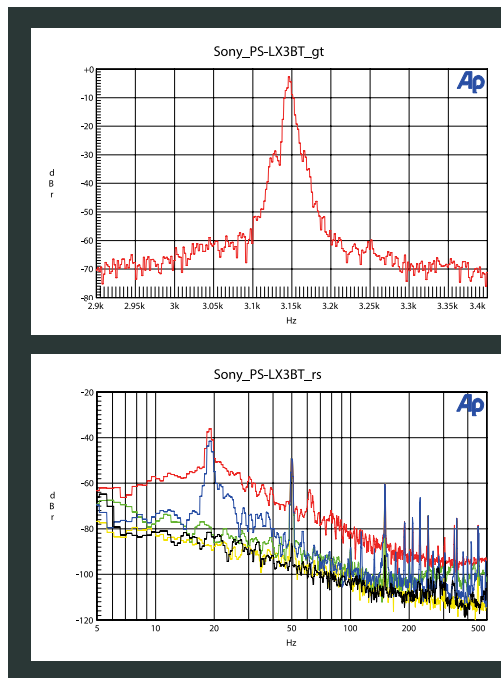 Sony_PS-LX3BT_gt
+0
-10
-20
-30
-40
-50
-60
-70
-80
d
B
r
Ap
2.9k 2.95k 3k 3.05k 3.1k 3.15k 3.2k 3.25k 3.3k 3.35k 3.4k
Hz
Sony_PS-LX3BT_rs
-20
-40
-60
-80
-100
-120
d
B
r
Ap
5 10 20 50 100 200 500
Hz